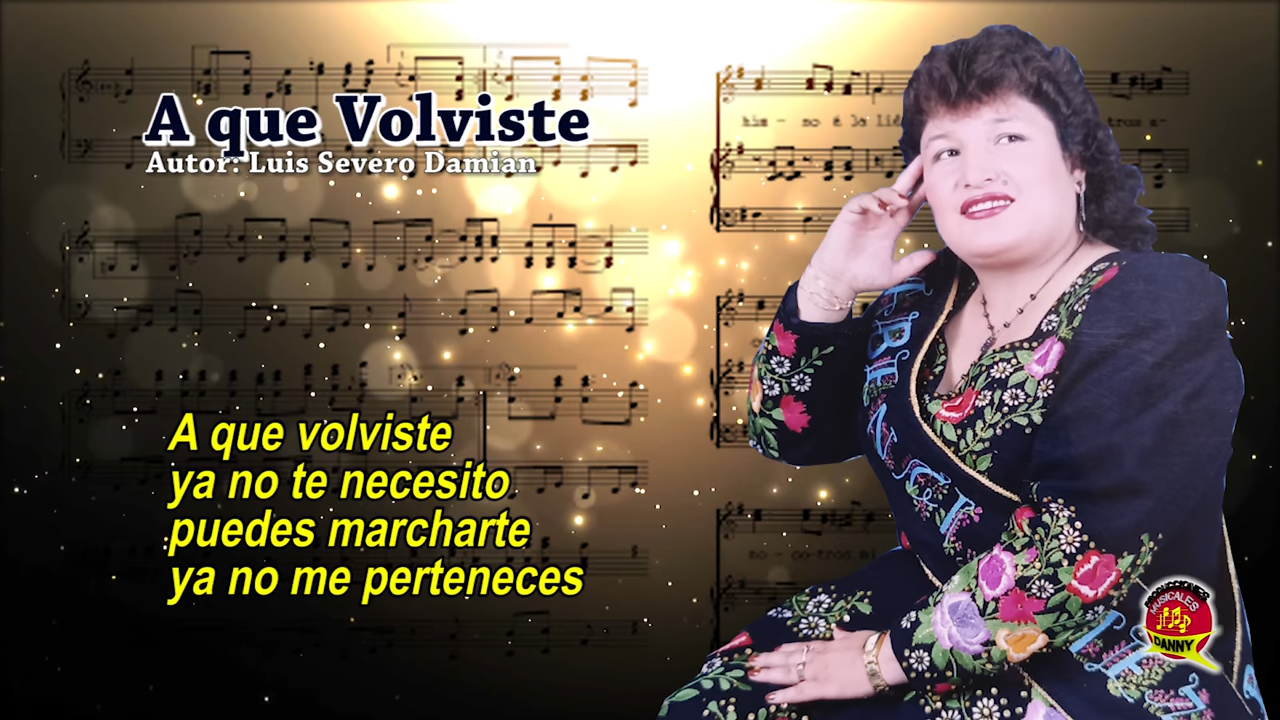 A que Volviste
Autor: Luis Severo Damian
A que volviste
ya no te necesito
puedes marcharte
ya no me perteneces
PRODUCCIONES
MUSICALES
DANNY